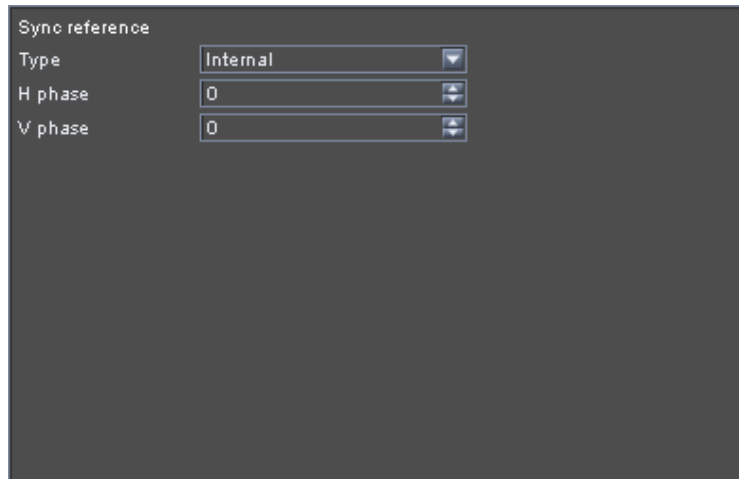 Sync reference
Type Internal
H phase 0
V phase 0